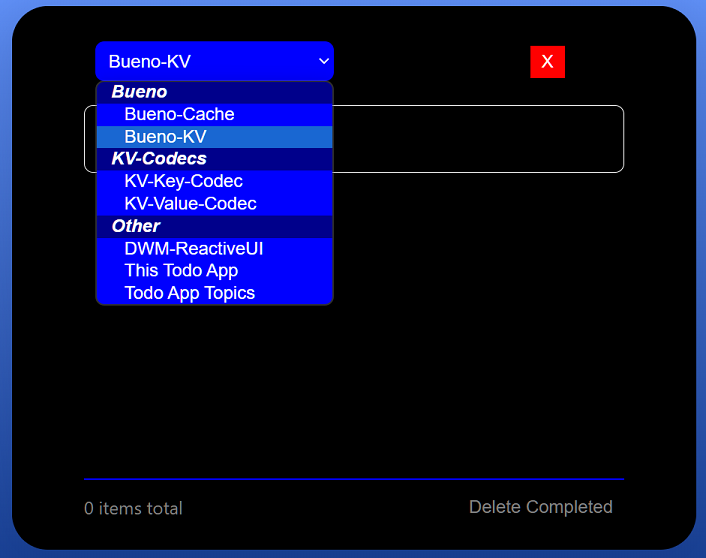 Bueno-KV
X
Bueno
Bueno-Cache
Bueno-KV
KV-Codecs
KV-Key-Codec
KV-Value-Codec
Other
DWM-ReactiveUI
This Todo App
Todo App Topics
0 items total
Delete Completed